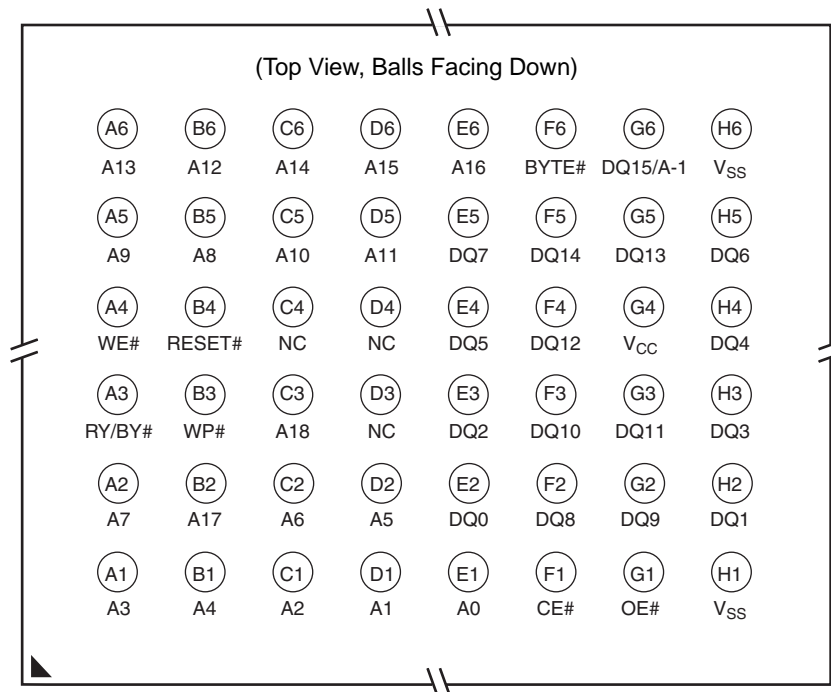 (Top View, Balls Facing Down)
A6 B6 C6 D6 E6 F6 G6 H6
A13 A12 A14 A15 A16 BYTE# DQ15/A-1 VSS
A5 B5 C5 D5 E5 F5 G5 H5
A9 A8 A10 A11 DQ7 DQ14 DQ13 DQ6
A4 B4 C4 D4 E4 F4 G4 H4
WE# RESET# NC NC DQ5 DQ12 VCC DQ4
A3 B3 C3 D3 E3 F3 G3 H3
RY/BY# WP# A18 NC DQ2 DQ10 DQ11 DQ3
A2 B2 C2 D2 E2 F2 G2 H2
A7 A17 A6 A5 DQ0 DQ8 DQ9 DQ1
A1 B1 C1 D1 E1 F1 G1 H1
A3 A4 A2 A1 A0 CE# OE# VSS